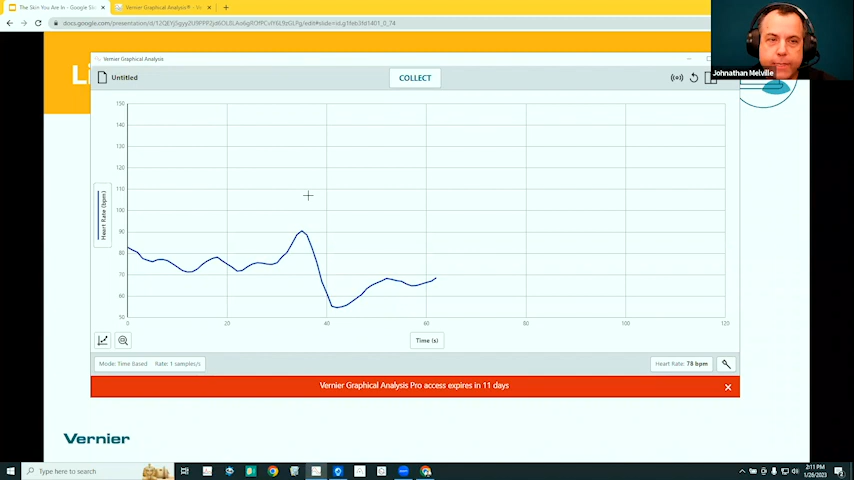 The Skin You Are In - Google Sli
Vernier Graphical Analysis® - Ve
Johnathan Melville
Vernier Graphical Analysis
Untitled
COLLECT
Heart Rate (bpm)
150
140
130
120
110
100
90
80
70
60
50
0
20
40
60
80
100
120
Time (s)
Mode: Time Based
Rate: 1 samples/s
Heart Rate: 78 bpm
Vernier Graphical Analysis Pro access expires in 11 days
Vernier
Type here to search
2:11 PM
1/26/2023